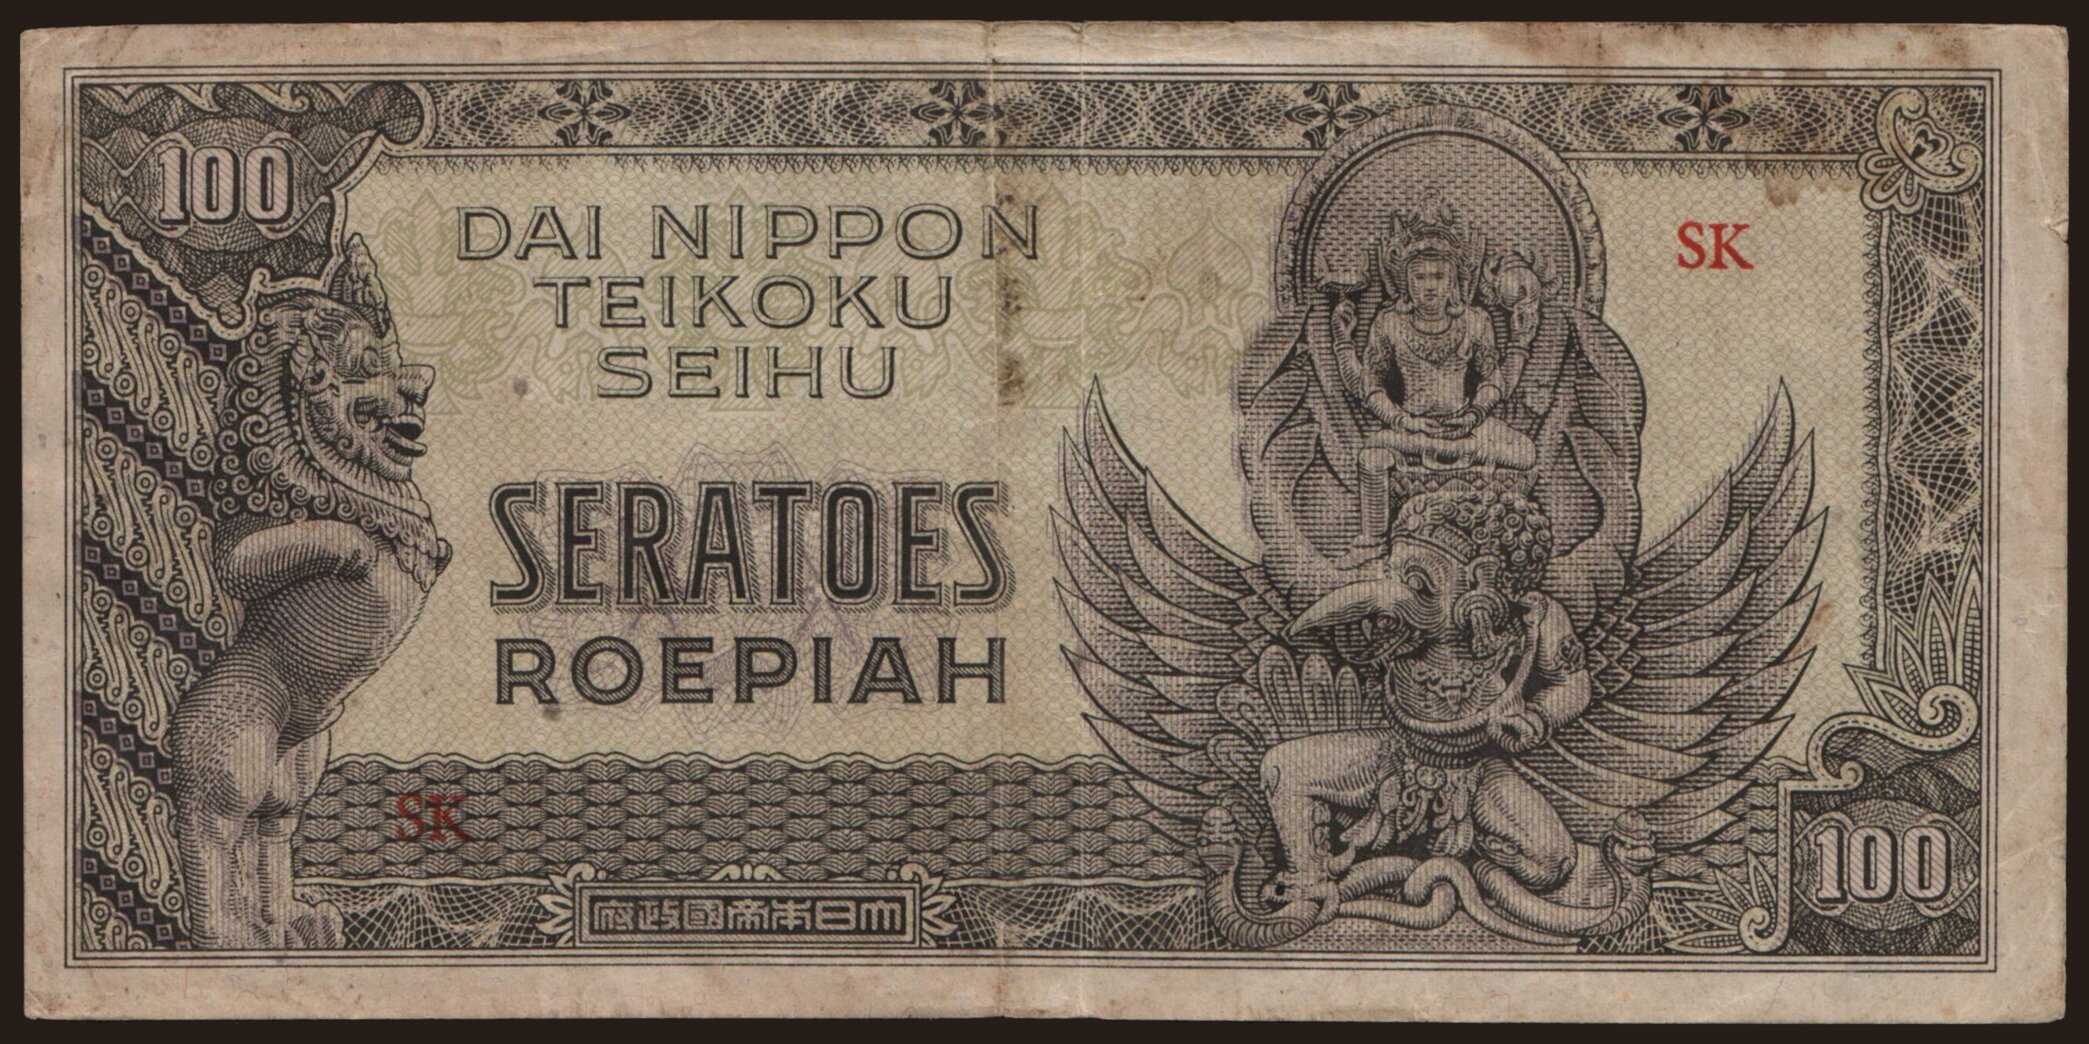 100
DAI NIPPON
TEIKOKU
SEIHU
SK
SERATOES
ROEPIAH
SK
府政國帝本日大
100